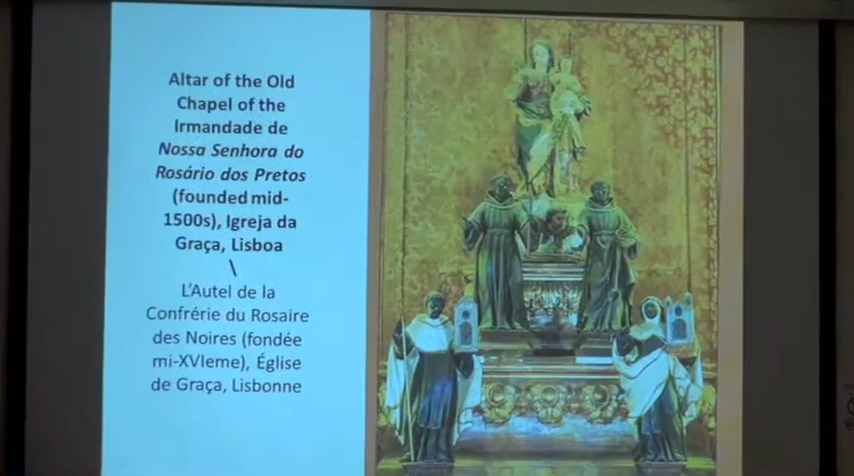 Altar of the Old
Chapel of the
Irmandade de
Nossa Senhora do
Rosário dos Pretos
(founded mid-
1500s), Igreja da
Graça, Lisboa
\
L'Autel de la
Confrérie du Rosaire
des Noires (fondée
mi-XVIeme), Église
de Graça, Lisbonne